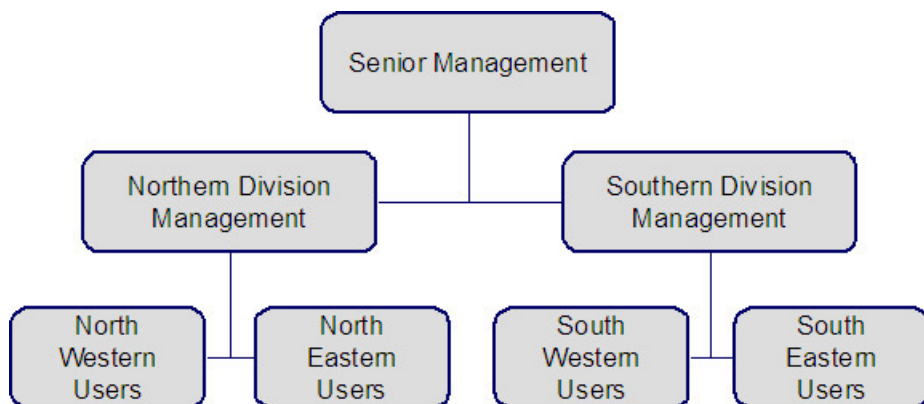 Senior Management
Northern Division
Management
Southern Division
Management
North
Western
Users
North
Eastern
Users
South
Western
Users
South
Eastern
Users